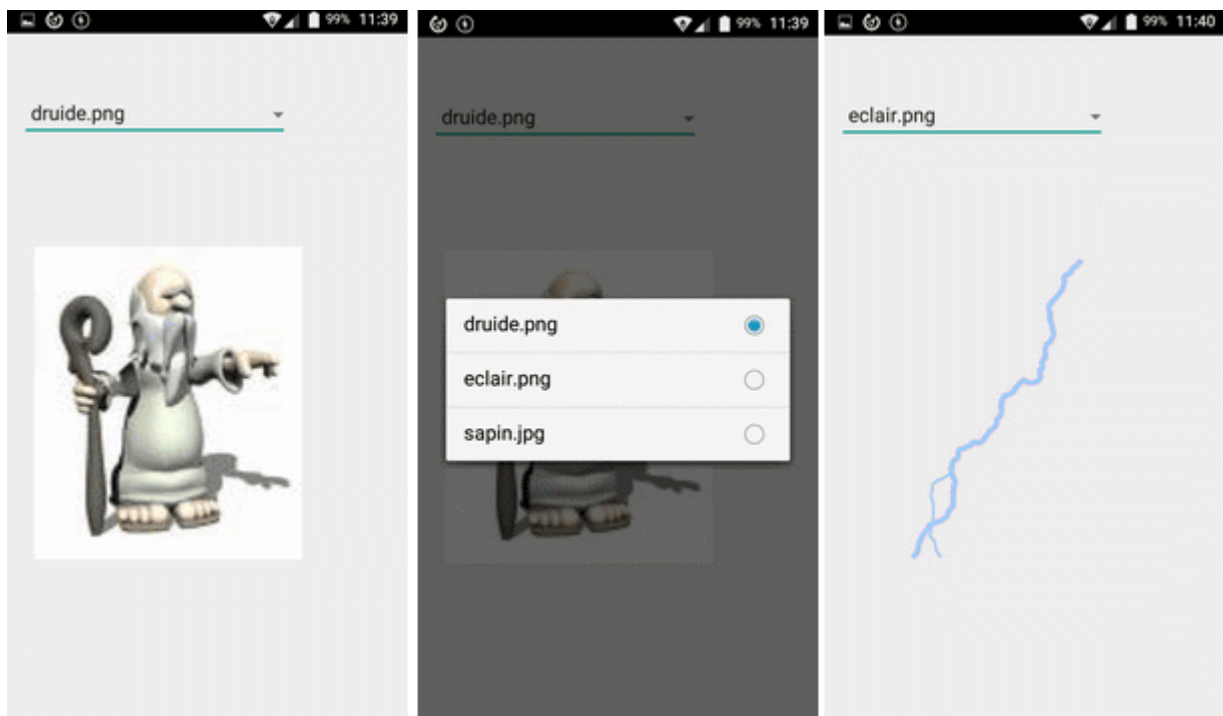 99% 11:39
druide.png
99% 11:39
druide.png
druide.png
eclair.png
sapin.jpg
99% 11:40
eclair.png